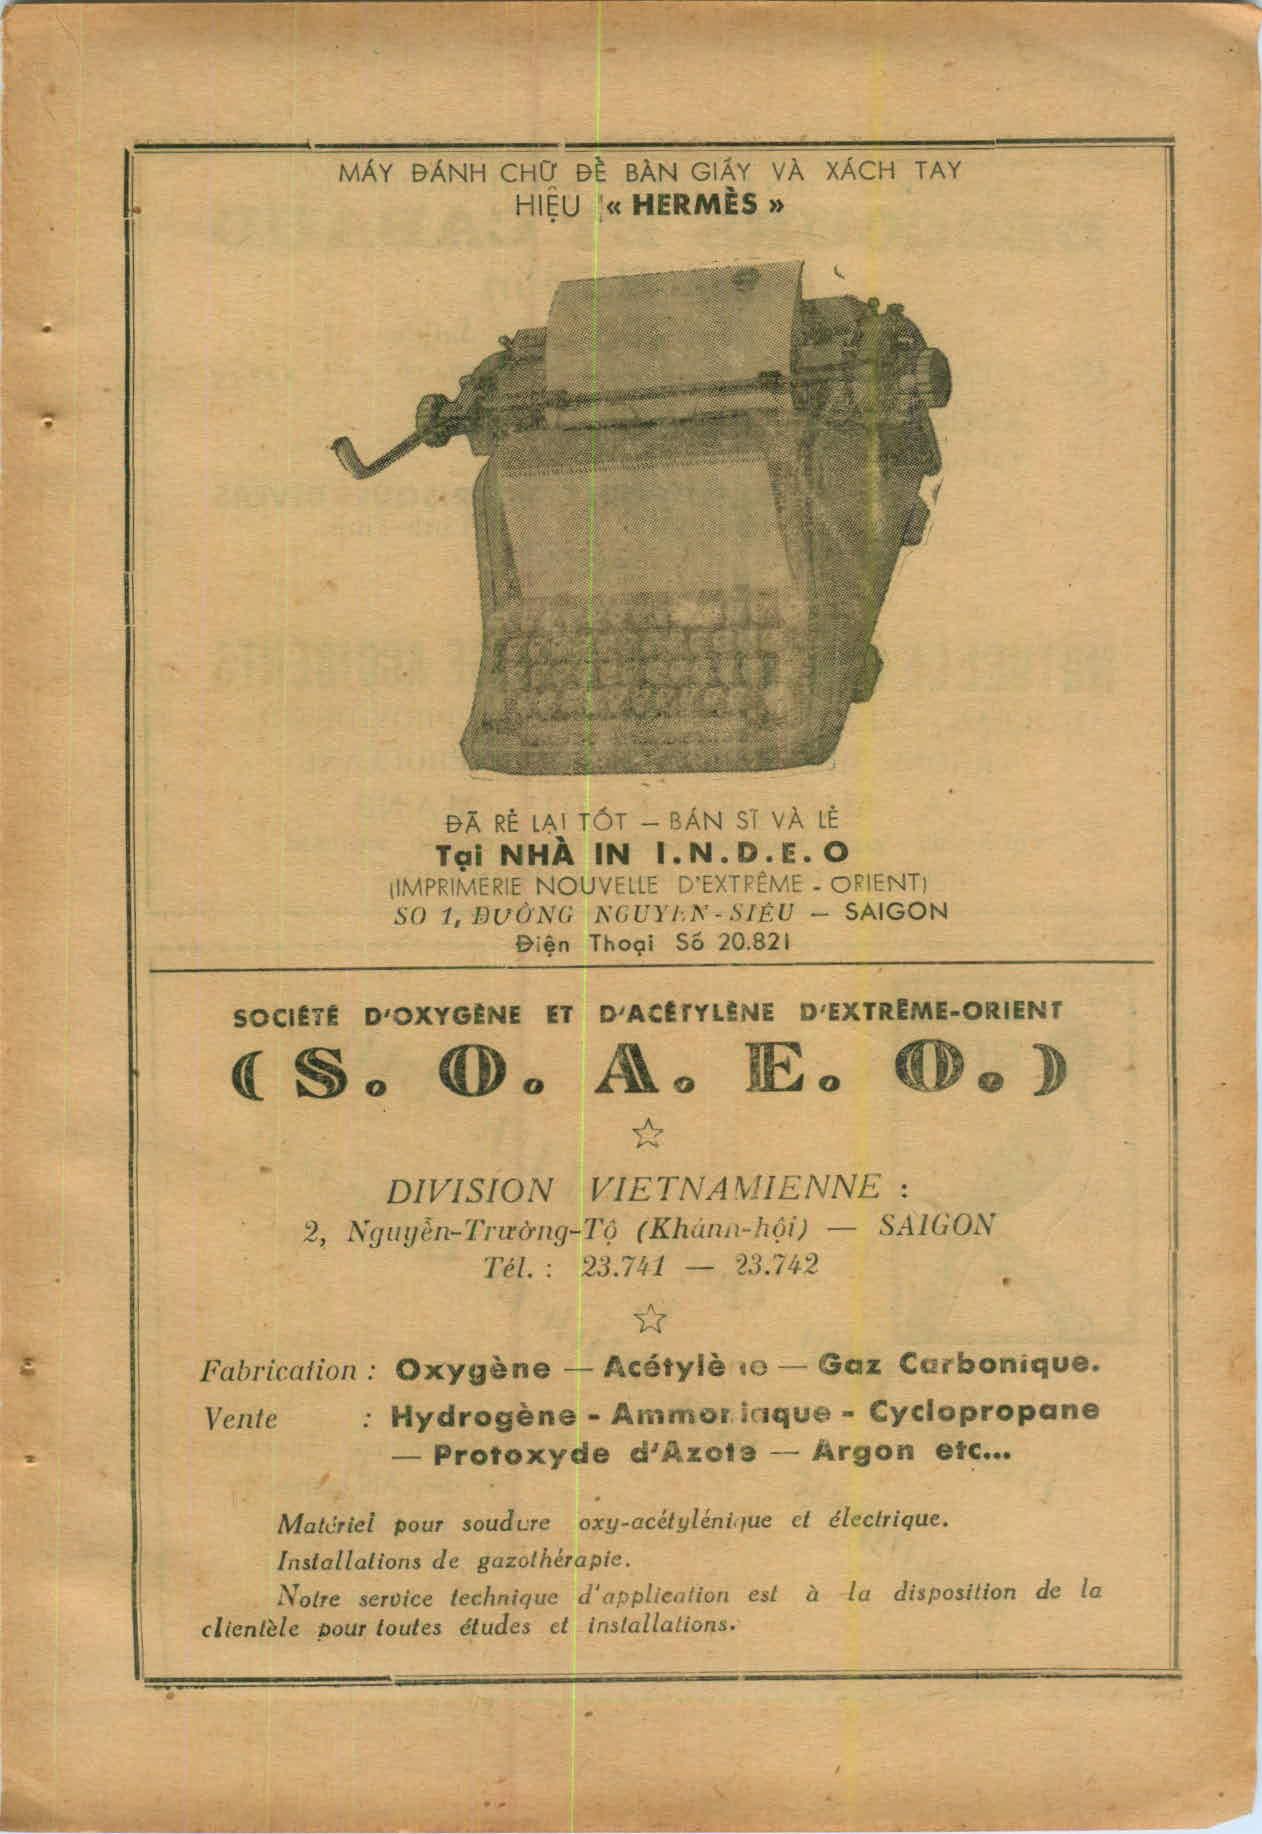 MÁY ĐÁNH CHỮ ĐỀ BÀN GIẤY VÀ XÁCH TAY
HIỆU « HERMÈS »
ĐÃ RẺ LẠI TỐT — BÁN SĨ VÀ LẺ
Tại NHÀ IN I.N.D.E.O
(IMPRIMERIE NOUVELLE D'EXTRÊME - ORIENT)
SO 1, ĐUỜNG NGUYEN-SIÊU — SAIGON
Điện Thoại Số 20.821
SOCIÉTÉ D'OXYGÈNE ET D'ACÉTYLÈNE D'EXTRÊME-ORIENT
( S. O. A. E. O. )
DIVISION VIETNAMIENNE :
2, Nguyễn-Trường-Tộ (Khánh-hội) — SAIGON
Tél. : 23.741 — 23.742
Fabrication : Oxygène — Acétylène — Gaz Carbonique.
Vente : Hydrogène - Ammoniaque - Cyclopropane
— Protoxyde d'Azote — Argon etc...
Matériel pour soudure oxy-acétylénique et électrique.
Installations de gazothérapie.
Notre service technique d'application est à la disposition de la
clientèle pour toutes études et installations.